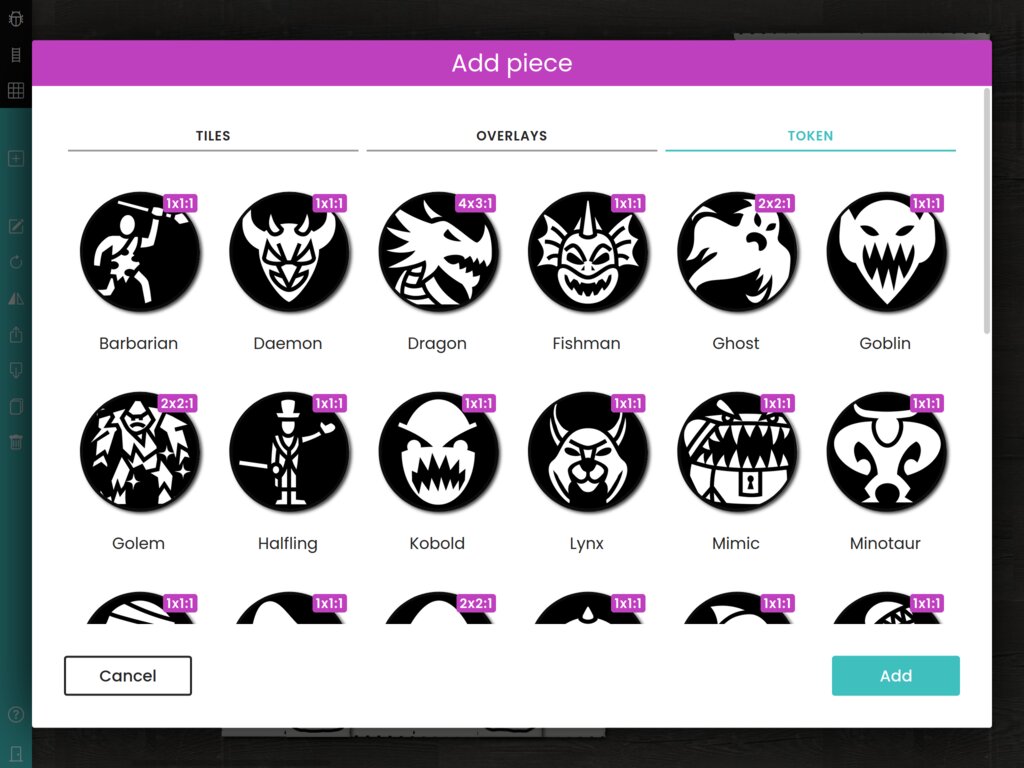 Add piece
TILES OVERLAYS TOKEN
1x1:1 1x1:1 4x3:1 1x1:1 2x2:1 1x1:1
Barbarian Daemon Dragon Fishman Ghost Goblin
2x2:1 1x1:1 1x1:1 1x1:1 1x1:1 1x1:1
Golem Halfling Kobold Lynx Mimic Minotaur
1x1:1 1x1:1 2x2:1 1x1:1 1x1:1 1x1:1
Cancel Add